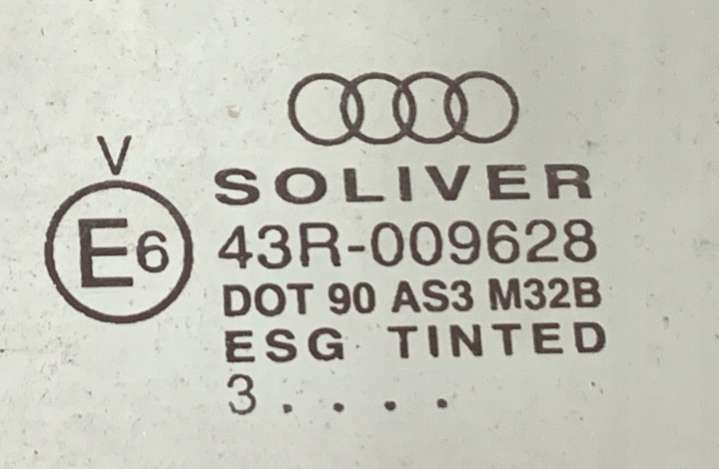 V
E6
SOLIVER
43R-009628
DOT 90 AS3 M32B
ESG TINTED
3 . . . .